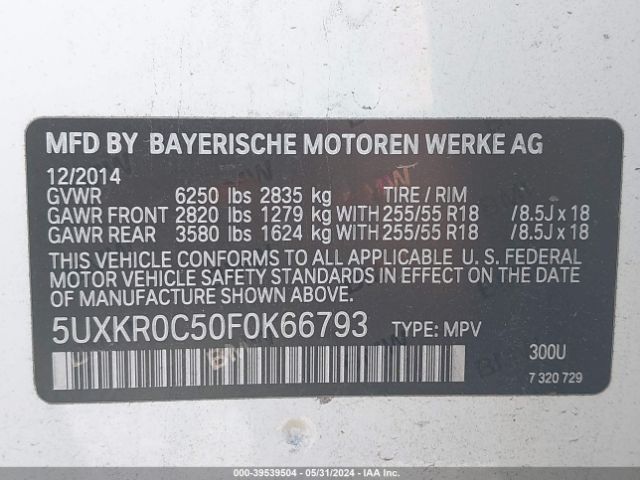 MFD BY BAYERISCHE MOTOREN WERKE AG
12/2014
GVWR 6250 lbs 2835 kg TIRE / RIM
GAWR FRONT 2820 lbs 1279 kg WITH 255/55 R18 /8.5J x 18
GAWR REAR 3580 lbs 1624 kg WITH 255/55 R18 /8.5J x 18
THIS VEHICLE CONFORMS TO ALL APPLICABLE U. S. FEDERAL
MOTOR VEHICLE SAFETY STANDARDS IN EFFECT ON THE DATE
OF MANUFACTURE SHOWN ABOVE.
5UXKR0C50F0K66793 TYPE: MPV
300U
7 320 729
000-39539504 - 05/31/2024 - IAA Inc.